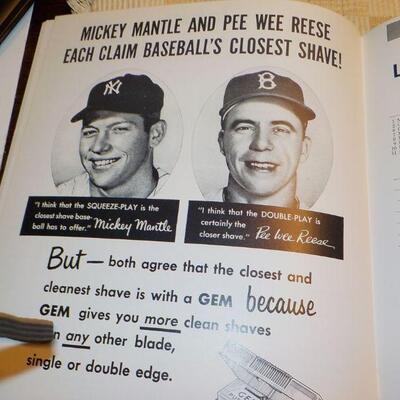 MICKEY MANTLE AND PEE WEE REESE
EACH CLAIM BASEBALL'S CLOSEST SHAVE!
NY
B
"I think that the SQUEEZE-PLAY is the
closest shave base-
ball has to offer." Mickey Mantle
"I think that the DOUBLE-PLAY is
certainly the
closer shave." Pee Wee Reese
But — both agree that the closest and
cleanest shave is with a GEM because
GEM gives you more clean shaves
any other blade,
single or double edge.
GEM
L